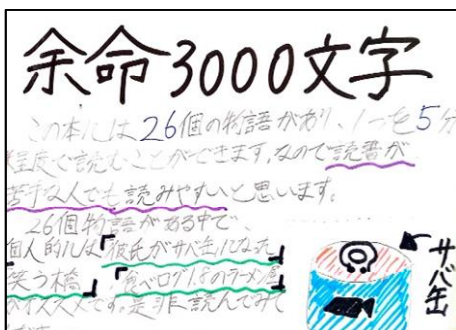 余命3000文字
この本には26個の物語があり、一つを5分
程度で読むことができます。なので読書が
苦手な人でも読みやすいと思います。
26個物語がある中で、
個人的には「彼氏がサバ缶になった」
「笑う橋」「食べログ1.8のラーメン屋」
がオススメです。是非読んでみて
サバ缶